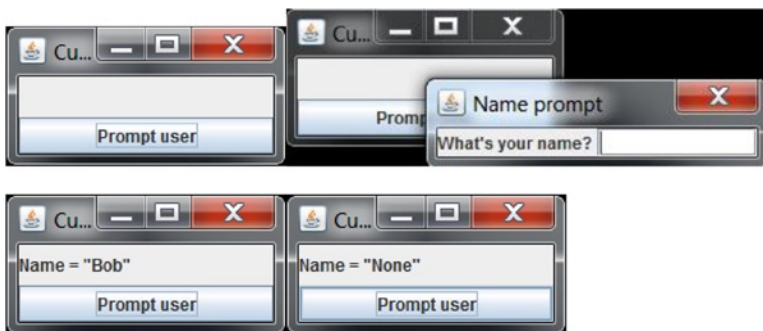 Cu...
Prompt user
Cu...
Name prompt
What's your name?
Cu...
Name = "Bob"
Prompt user
Cu...
Name = "None"
Prompt user